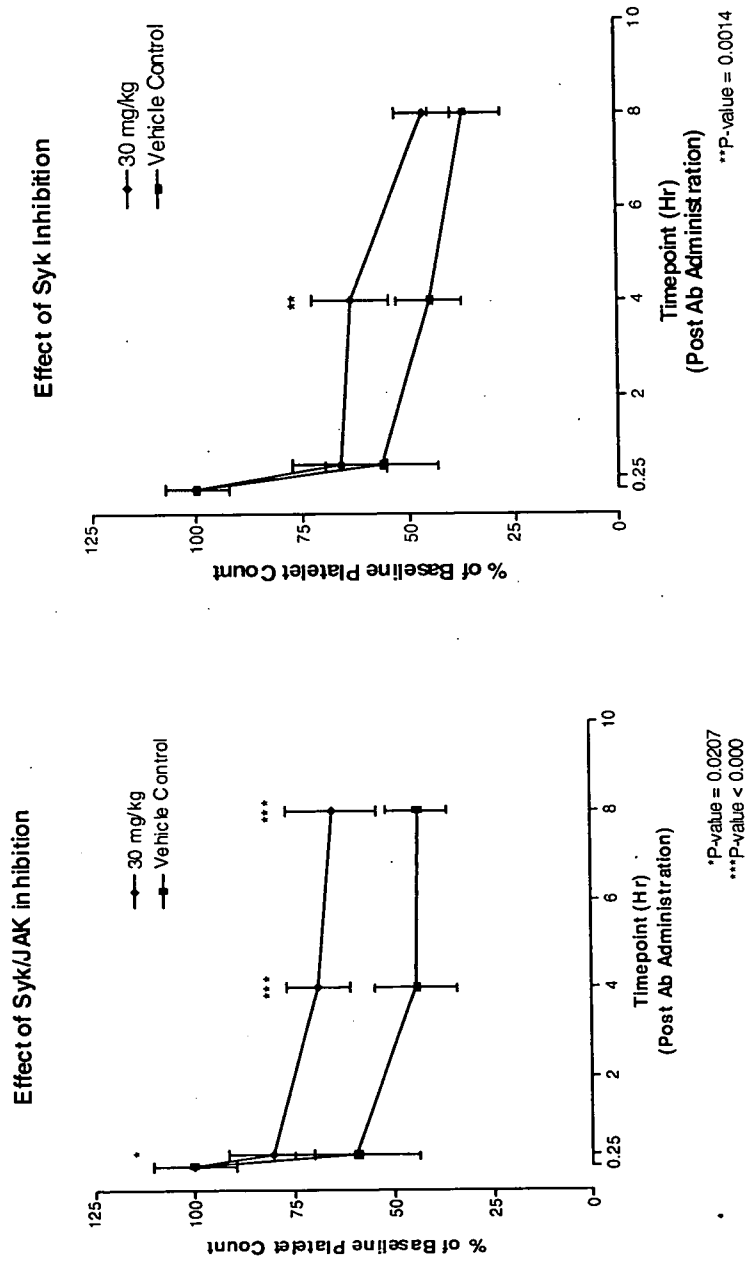 Effect of Syk/JAK inhibition
30 mg/kg
Vehicle Control
% of Baseline Platelet Count
125
100
75
50
25
0
*
***
***
0.25
2
4
6
8
10
Timepoint (Hr)
(Post Ab Administration)
*P-value = 0.0207
***P-value < 0.000
Effect of Syk Inhibition
30 mg/kg
Vehicle Control
% of Baseline Platelet Count
125
100
75
50
25
0
**
0.25
2
4
6
8
10
Timepoint (Hr)
(Post Ab Administration)
**P-value = 0.0014